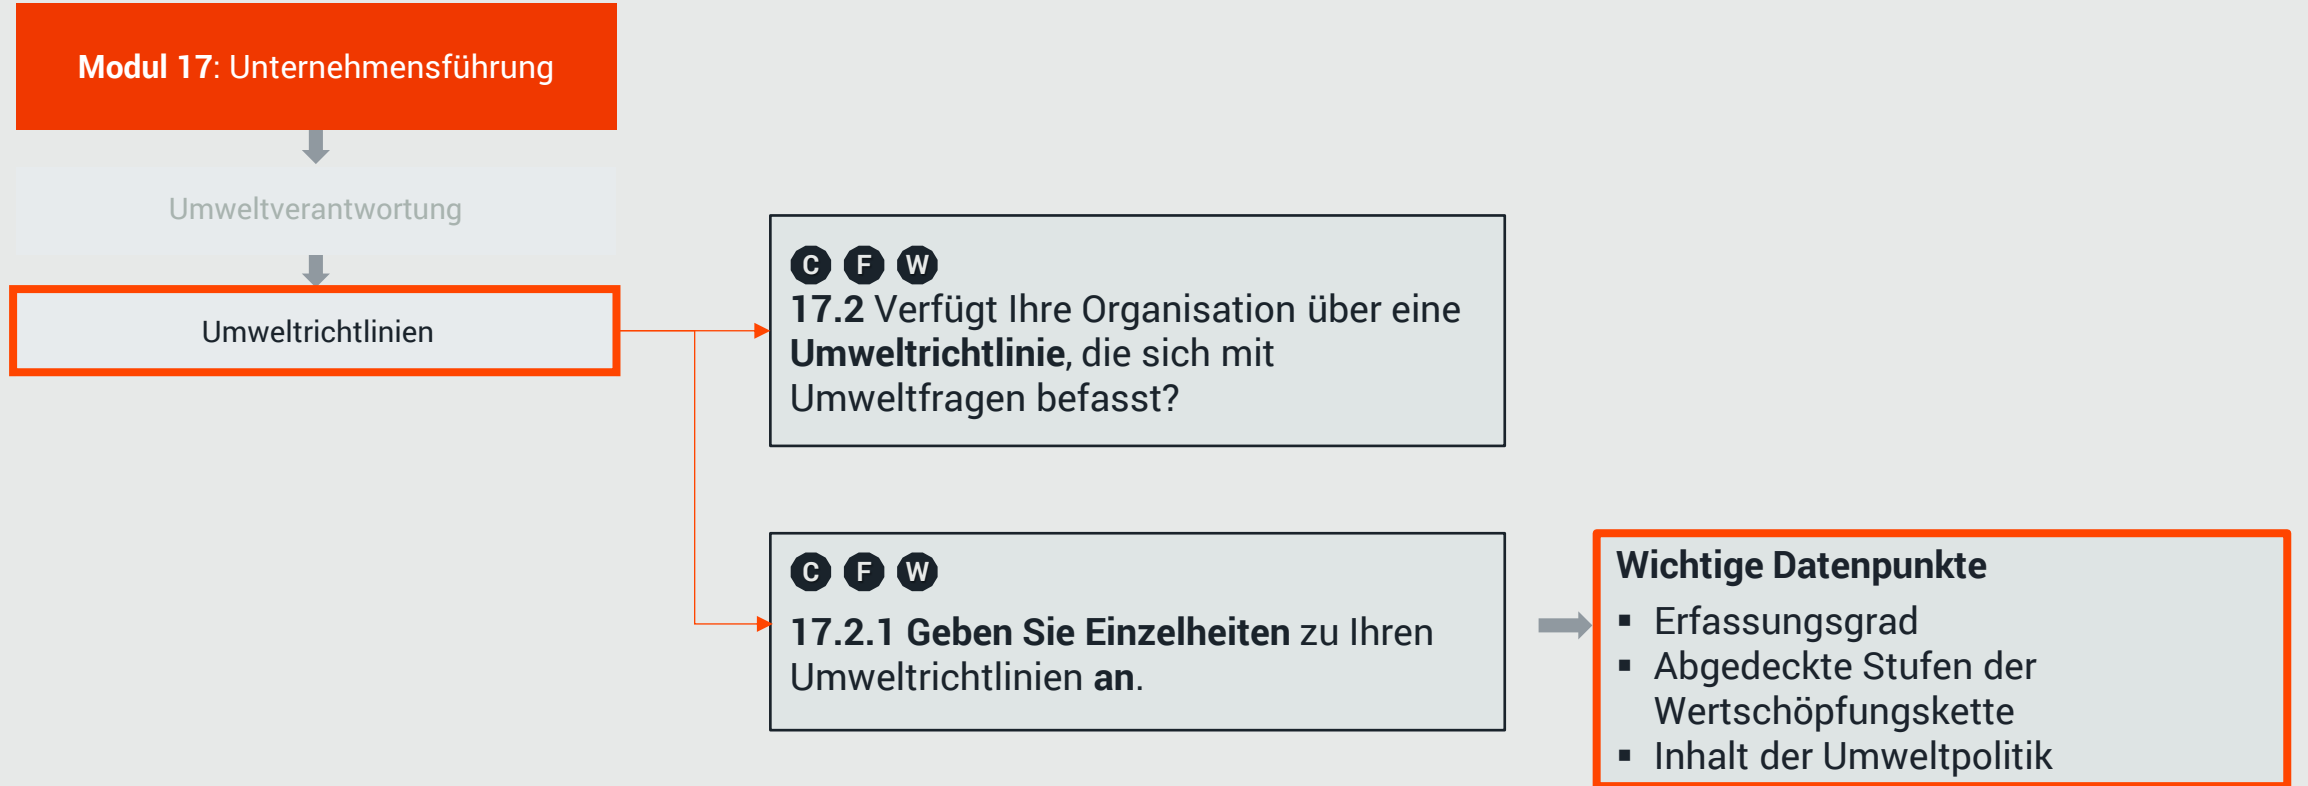 Modul 17: Unternehmensführung
Umweltverantwortung
Umweltrichtlinien
C F W
17.2 Verfügt Ihre Organisation über eine
Umweltrichtlinie, die sich mit
Umweltfragen befasst?
C F W
17.2.1 Geben Sie Einzelheiten zu Ihren
Umweltrichtlinien an.
Wichtige Datenpunkte
▪ Erfassungsgrad
▪ Abgedeckte Stufen der
Wertschöpfungskette
▪ Inhalt der Umweltpolitik